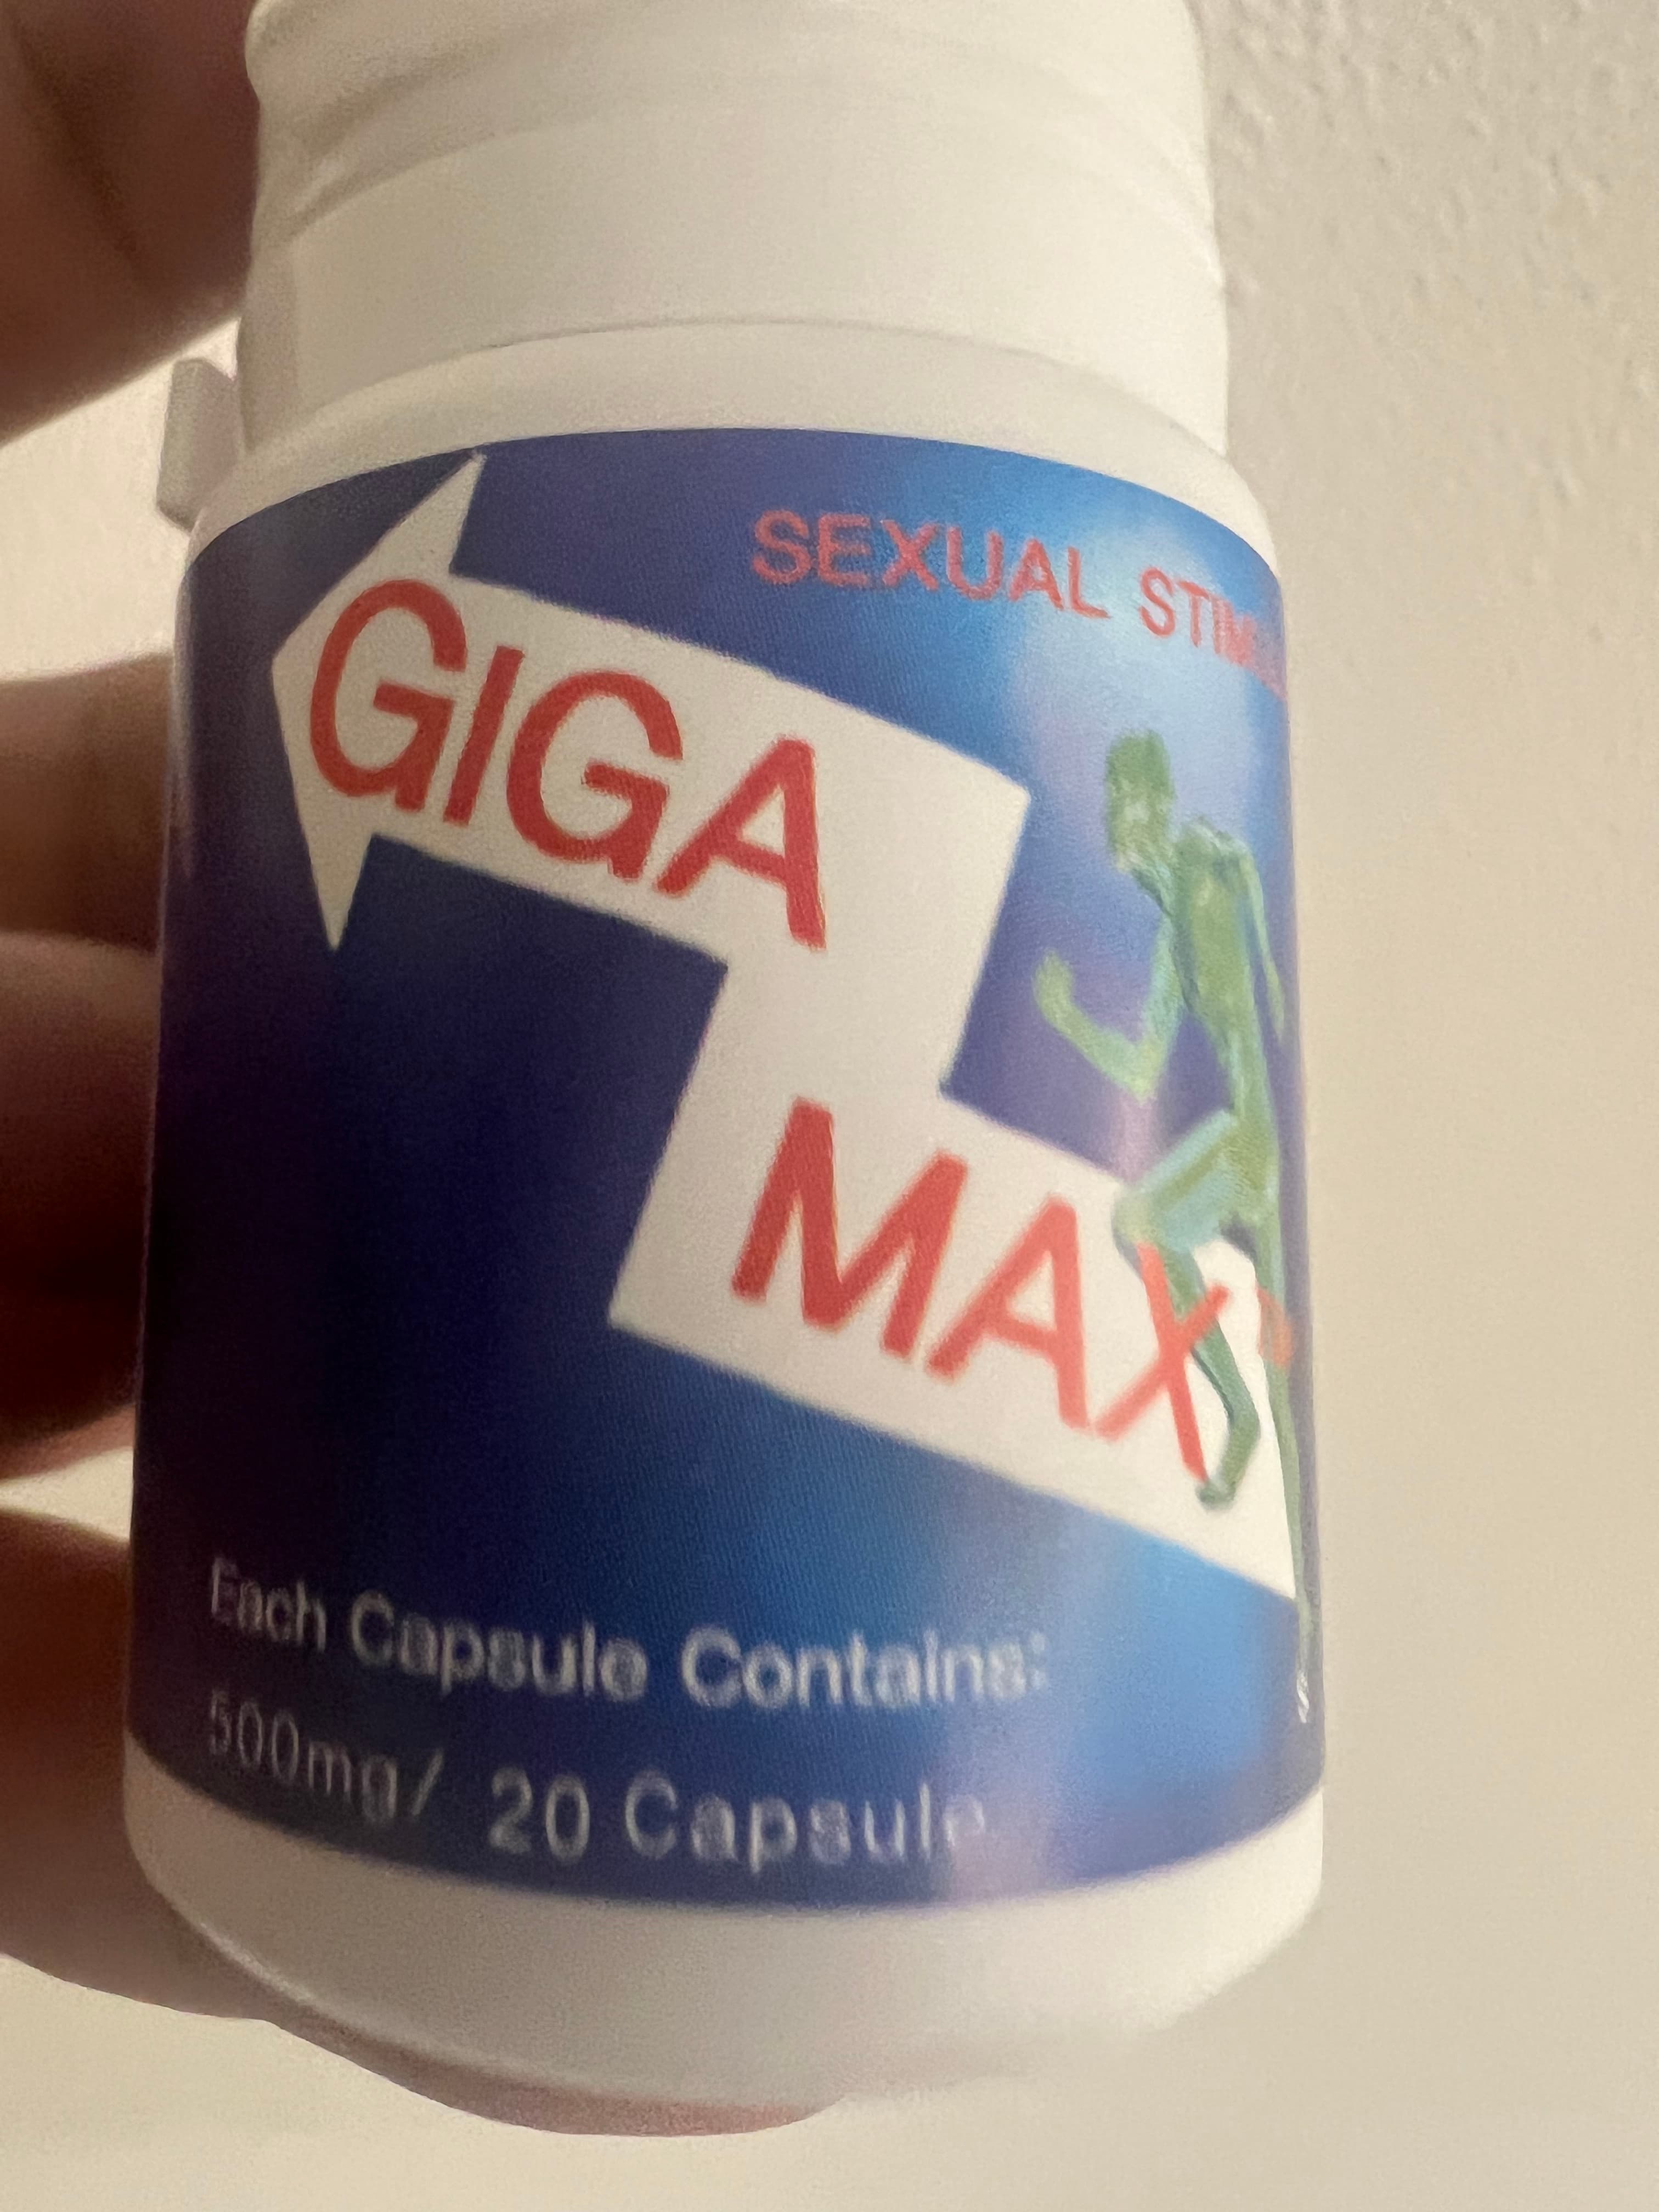 SEXUAL
GIGA
MAX
Each Capsule Contains:
500mg/ 20 Capsule